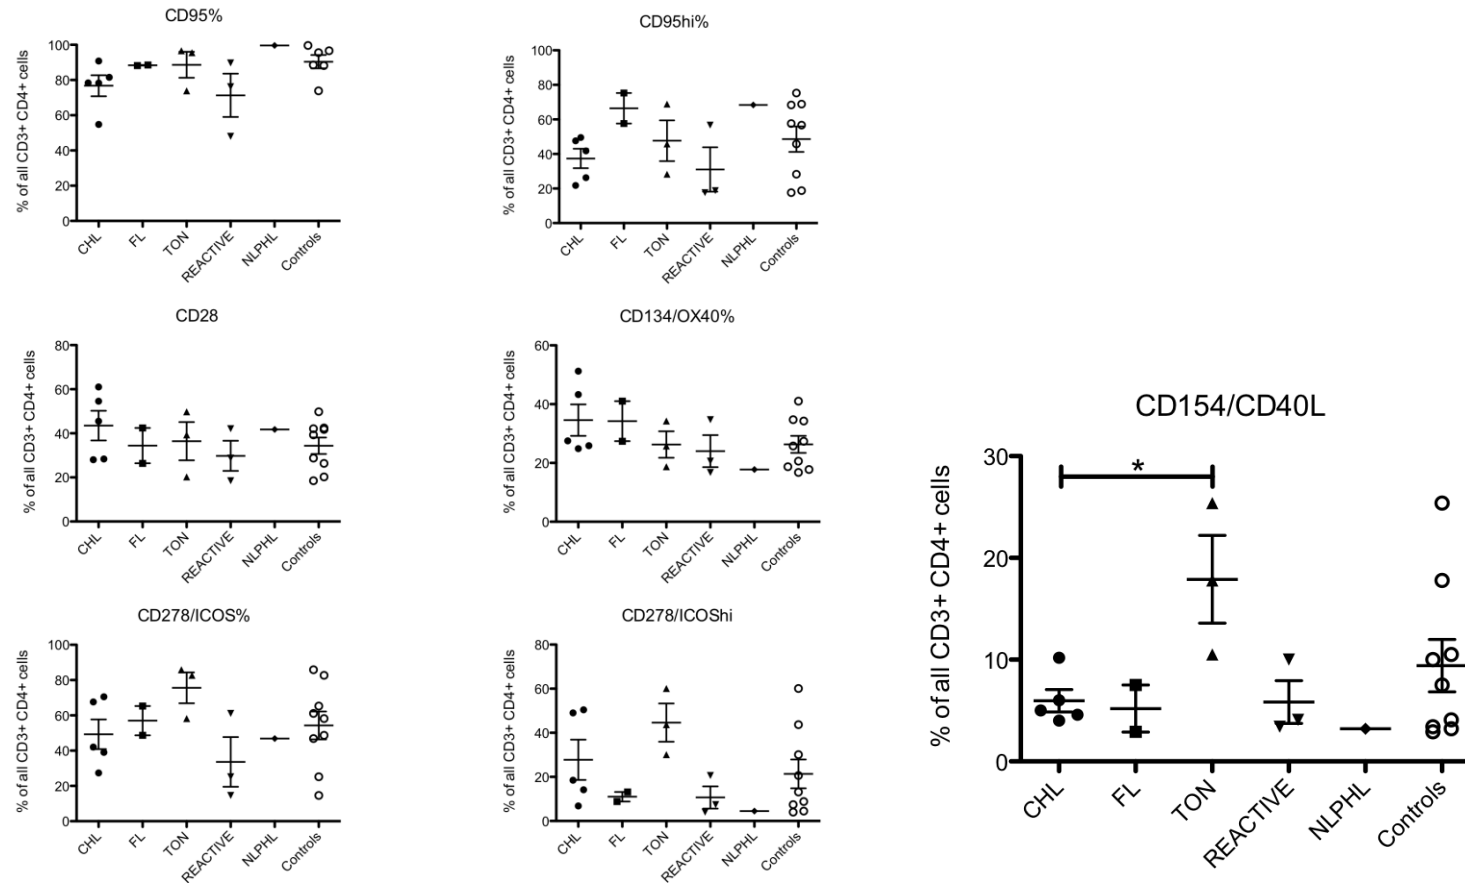 CD95%
% of all CD3+ CD4+ cells
100
80
60
40
20
0
CHL
FL
TON
REACTIVE
NLPHL
Controls
CD95hi%
% of all CD3+ CD4+ cells
100
80
60
40
20
0
CHL
FL
TON
REACTIVE
NLPHL
Controls
CD28
% of all CD3+ CD4+ cells
80
60
40
20
0
CHL
FL
TON
REACTIVE
NLPHL
Controls
CD134/OX40%
% of all CD3+ CD4+ cells
60
40
20
0
CHL
FL
TON
REACTIVE
NLPHL
Controls
CD278/ICOS%
% of all CD3+ CD4+ cells
100
80
60
40
20
0
CHL
FL
TON
REACTIVE
NLPHL
Controls
CD278/ICOShi
% of all CD3+ CD4+ cells
80
60
40
20
0
CHL
FL
TON
REACTIVE
NLPHL
Controls
CD154/CD40L
% of all CD3+ CD4+ cells
30
20
10
0
*
CHL
FL
TON
REACTIVE
NLPHL
Controls